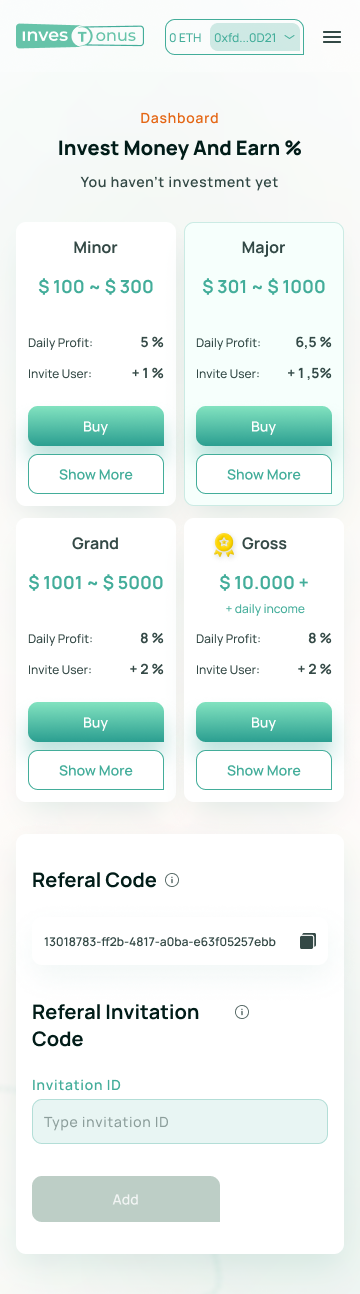 InvesTonus
0 ETH 0xfd...0D21
Dashboard
Invest Money And Earn %
You haven't investment yet
Minor
$ 100 ~ $ 300
Daily Profit: 5 %
Invite User: + 1 %
Buy
Show More
Major
$ 301 ~ $ 1000
Daily Profit: 6,5 %
Invite User: + 1 ,5%
Buy
Show More
Grand
$ 1001 ~ $ 5000
Daily Profit: 8 %
Invite User: + 2 %
Buy
Show More
Gross
$ 10.000 +
+ daily income
Daily Profit: 8 %
Invite User: + 2 %
Buy
Show More
Referal Code
13018783-ff2b-4817-a0ba-e63f05257ebb
Referal Invitation
Code
Invitation ID
Type invitation ID
Add